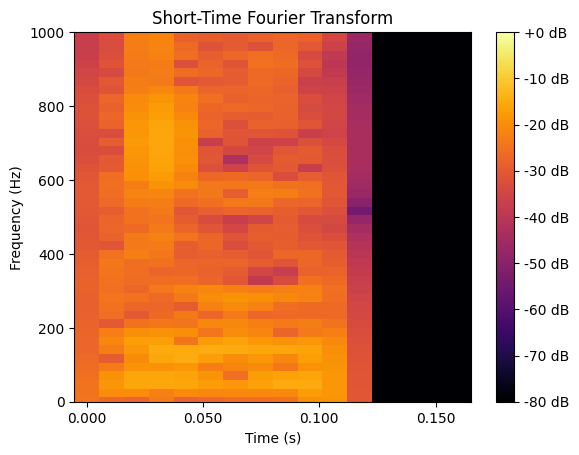 Short-Time Fourier Transform
1000
800
600
400
200
0
Frequency (Hz)
0.000
0.050
0.100
0.150
Time (s)
+0 dB
-10 dB
-20 dB
-30 dB
-40 dB
-50 dB
-60 dB
-70 dB
-80 dB